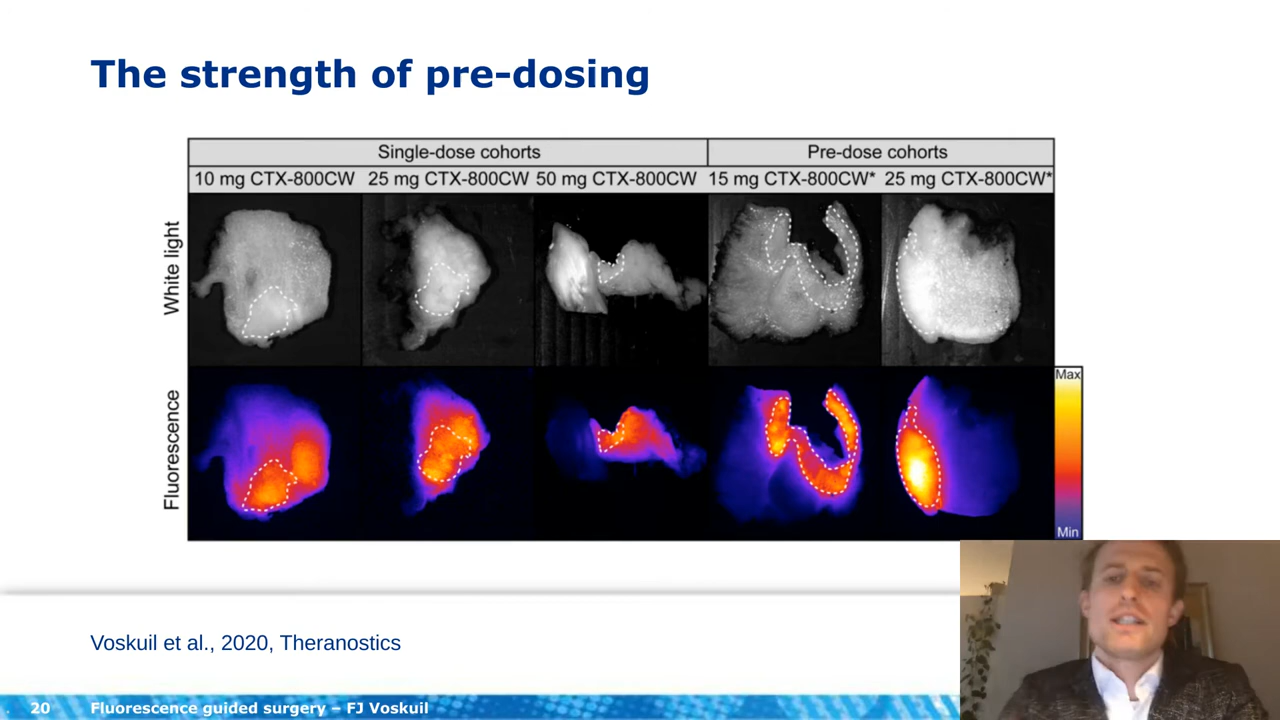 The strength of pre-dosing
Single-dose cohorts
Pre-dose cohorts
10 mg CTX-800CW 25 mg CTX-800CW 50 mg CTX-800CW 15 mg CTX-800CW* 25 mg CTX-800CW*
White light
Fluorescence
Max
Min
Voskuil et al., 2020, Theranostics
20 Fluorescence guided surgery – FJ Voskuil